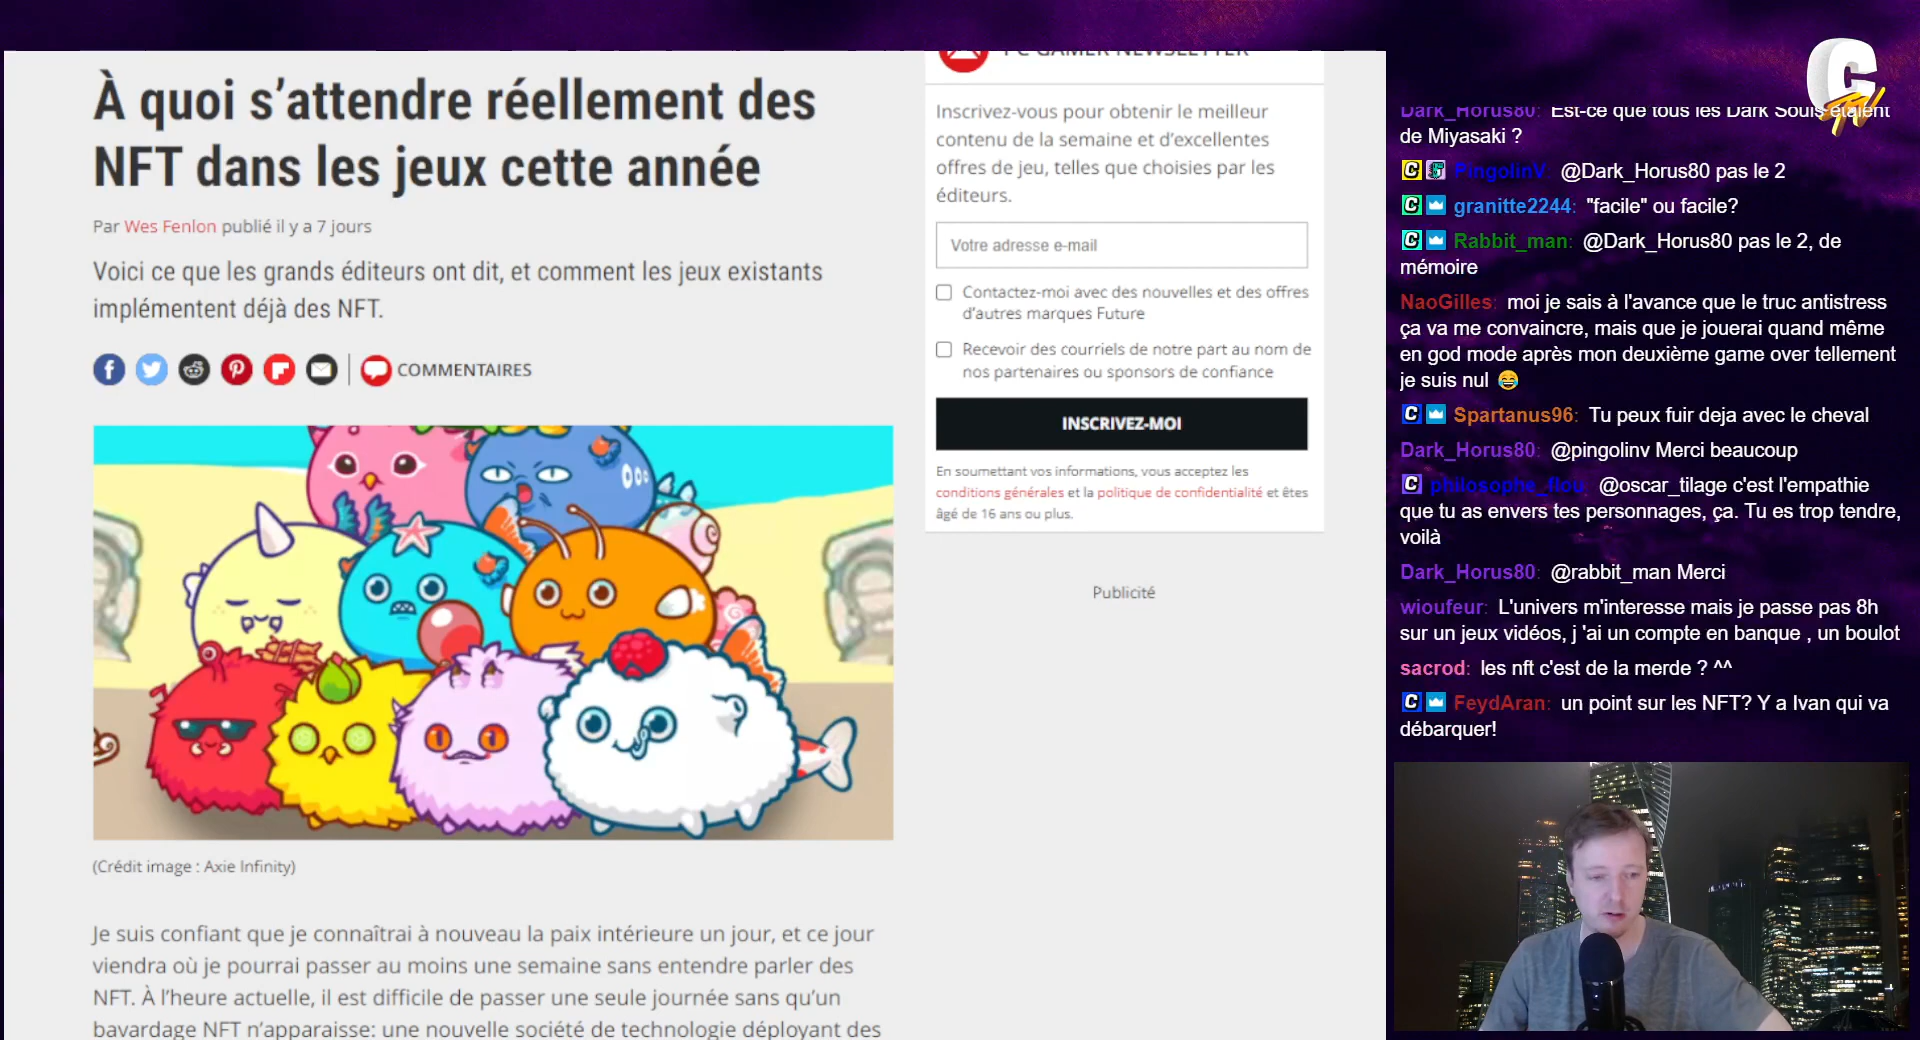 À quoi s’attendre réellement des
NFT dans les jeux cette année
Par Wes Fenlon publié il y a 7 jours
Voici ce que les grands éditeurs ont dit, et comment les jeux existants
implémentent déjà des NFT.
COMMENTAIRES
(Crédit image : Axie Infinity)
Je suis confiant que je connaîtrai à nouveau la paix intérieure un jour, et ce jour
viendra où je pourrai passer au moins une semaine sans entendre parler des
NFT. À l’heure actuelle, il est difficile de passer une seule journée sans qu’un
bavardage NFT n’apparaisse: une nouvelle société de technologie déployant des
PC GAMER NEWSLETTER
Inscrivez-vous pour obtenir le meilleur
contenu de la semaine et d’excellentes
offres de jeu, telles que choisies par les
éditeurs.
Votre adresse e-mail
Contactez-moi avec des nouvelles et des offres
d’autres marques Future
Recevoir des courriels de notre part au nom de
nos partenaires ou sponsors de confiance
INSCRIVEZ-MOI
En soumettant vos informations, vous acceptez les
conditions générales et la politique de confidentialité et êtes
âgé de 16 ans ou plus.
Publicité
Dark_Horus80: Est-ce que tous les Dark Souls étaient
de Miyasaki ?
PingolinV: @Dark_Horus80 pas le 2
granitte2244: "facile" ou facile?
Rabbit_man: @Dark_Horus80 pas le 2, de
mémoire
NaoGilles: moi je sais à l'avance que le truc antistress
ça va me convaincre, mais que je jouerai quand même
en god mode après mon deuxième game over tellement
je suis nul 😂
Spartanus96: Tu peux fuir deja avec le cheval
Dark_Horus80: @pingolinv Merci beaucoup
philosophe_flou: @oscar_tilage c'est l'empathie
que tu as envers tes personnages, ça. Tu es trop tendre,
voilà
Dark_Horus80: @rabbit_man Merci
wioufeur: L'univers m'interesse mais je passe pas 8h
sur un jeux vidéos, j 'ai un compte en banque , un boulot
sacrod: les nft c'est de la merde ? ^^
FeydAran: un point sur les NFT? Y a Ivan qui va
débarquer!